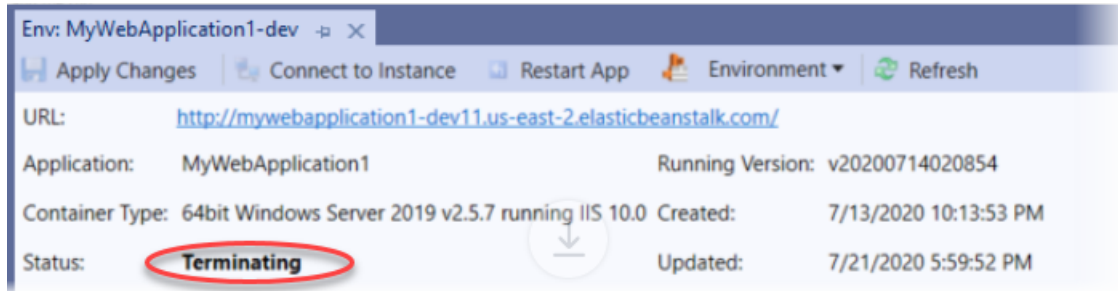 Env: MyWebApplication1-dev
Apply Changes Connect to Instance Restart App Environment Refresh
URL: http://mywebapplication1-dev11.us-east-2.elasticbeanstalk.com/
Application: MyWebApplication1 Running Version: v20200714020854
Container Type: 64bit Windows Server 2019 v2.5.7 running IIS 10.0 Created: 7/13/2020 10:13:53 PM
Status: Terminating Updated: 7/21/2020 5:59:52 PM